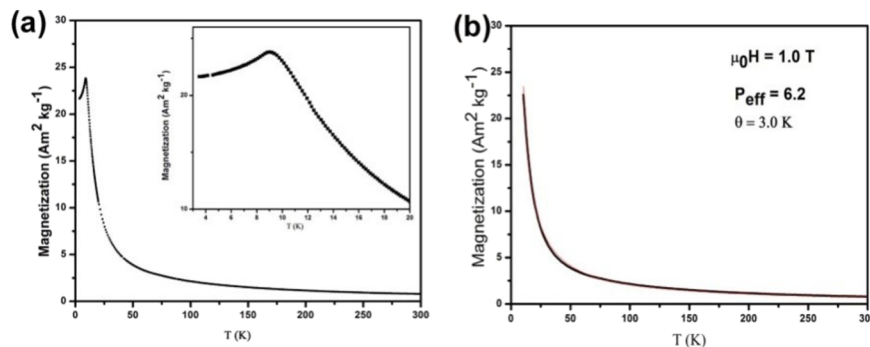 (a)
Magnetization (Am² kg⁻¹)
30
25
20
15
10
5
0
0 50 100 150 200 250 300
T (K)
Magnetization (Am² kg⁻¹)
20
10
4 6 8 10 12 14 16 18 20
T (K)
(b)
Magnetization (Am² kg⁻¹)
30
25
20
15
10
5
0
0 50 100 150 200 250 30
T (K)
μ₀H = 1.0 T
Peff = 6.2
θ = 3.0 K